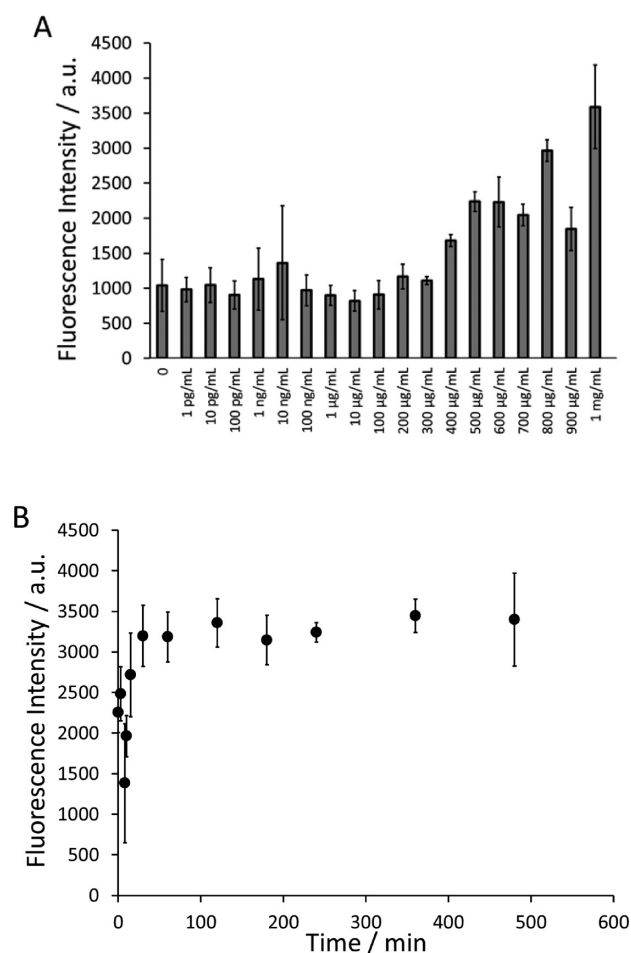 A
Fluorescence Intensity / a.u.
4500
4000
3500
3000
2500
2000
1500
1000
500
0
0
1 pg/mL
10 pg/mL
100 pg/mL
1 ng/mL
10 ng/mL
100 ng/mL
1 µg/mL
10 µg/mL
100 µg/mL
200 µg/mL
300 µg/mL
400 µg/mL
500 µg/mL
600 µg/mL
700 µg/mL
800 µg/mL
900 µg/mL
1 mg/mL
B
Fluorescence Intensity / a.u.
4500
4000
3500
3000
2500
2000
1500
1000
500
0
0 100 200 300 400 500 600
Time / min